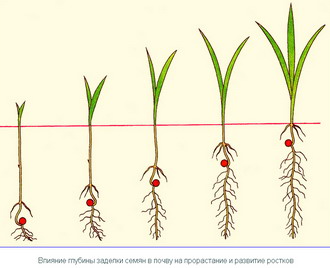 Влияние глубины заделки семян в почву на прорастание и развитие ростков